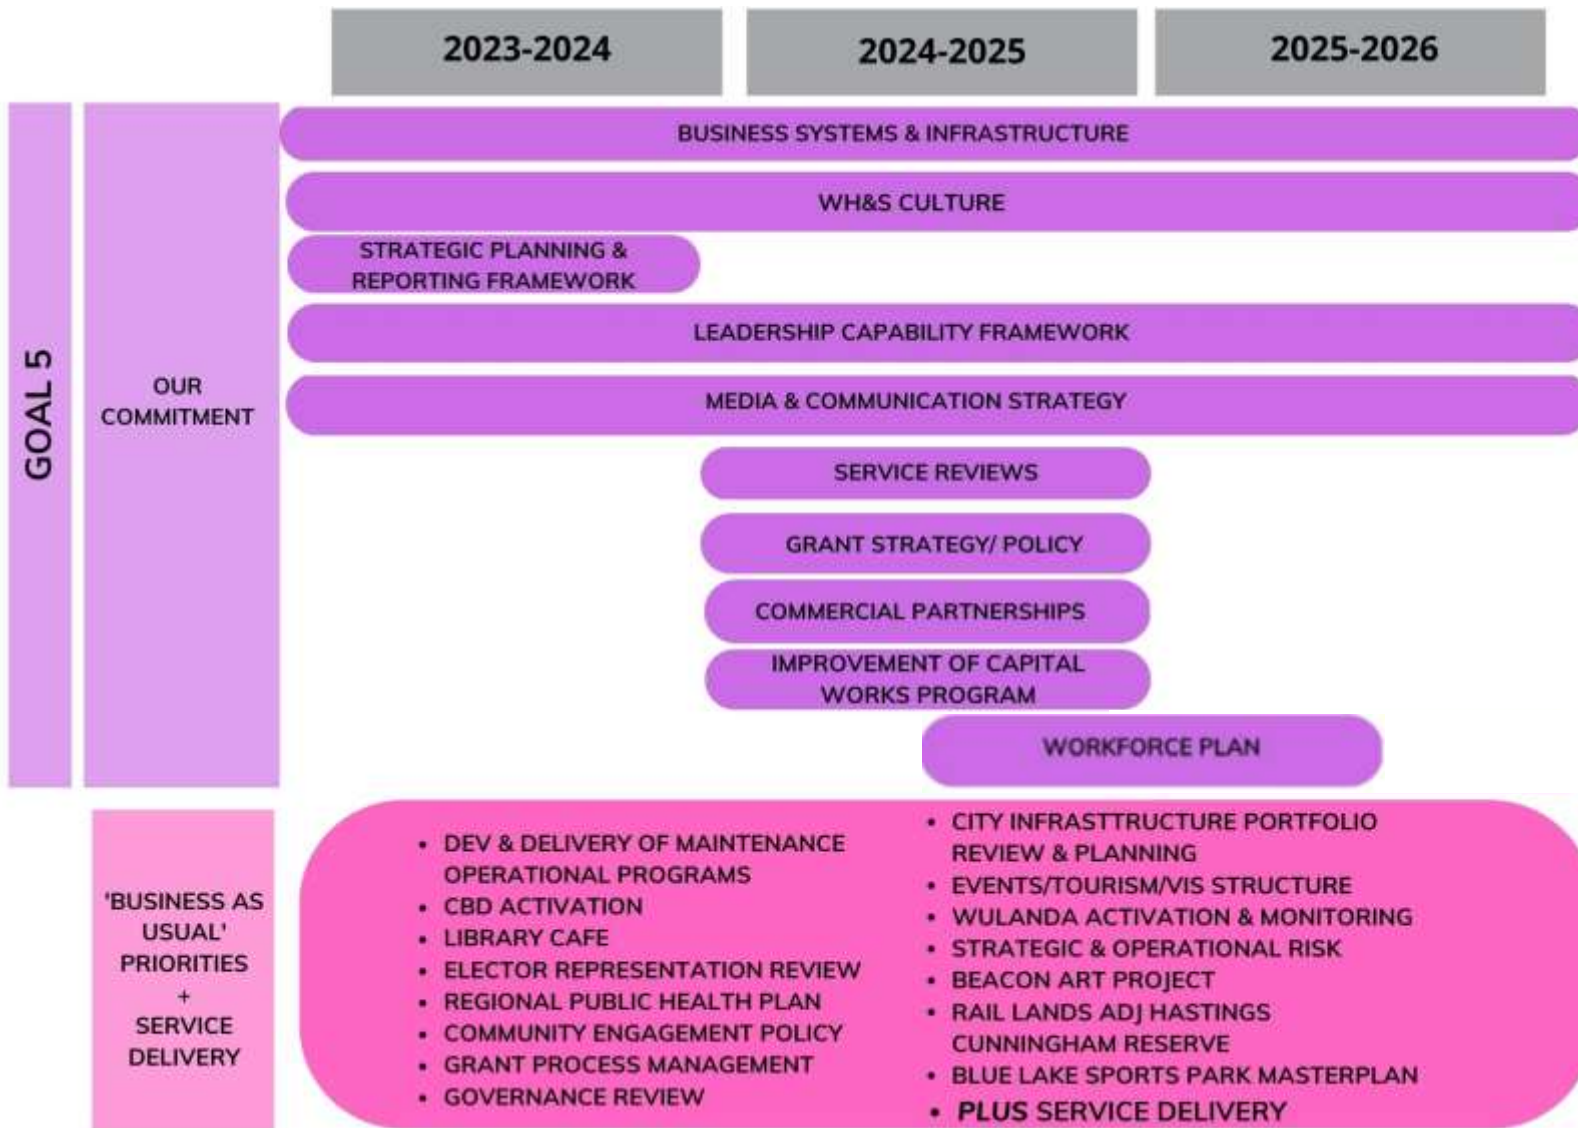 2023-2024
2024-2025
2025-2026
GOAL 5
OUR
COMMITMENT
BUSINESS SYSTEMS & INFRASTRUCTURE
WH&S CULTURE
STRATEGIC PLANNING &
REPORTING FRAMEWORK
LEADERSHIP CAPABILITY FRAMEWORK
MEDIA & COMMUNICATION STRATEGY
SERVICE REVIEWS
GRANT STRATEGY/ POLICY
COMMERCIAL PARTNERSHIPS
IMPROVEMENT OF CAPITAL
WORKS PROGRAM
WORKFORCE PLAN
'BUSINESS AS
USUAL'
PRIORITIES
+
SERVICE
DELIVERY
• DEV & DELIVERY OF MAINTENANCE
OPERATIONAL PROGRAMS
• CBD ACTIVATION
• LIBRARY CAFE
• ELECTOR REPRESENTATION REVIEW
• REGIONAL PUBLIC HEALTH PLAN
• COMMUNITY ENGAGEMENT POLICY
• GRANT PROCESS MANAGEMENT
• GOVERNANCE REVIEW
• CITY INFRASTTRUCTURE PORTFOLIO
REVIEW & PLANNING
• EVENTS/TOURISM/VIS STRUCTURE
• WULANDA ACTIVATION & MONITORING
• STRATEGIC & OPERATIONAL RISK
• BEACON ART PROJECT
• RAIL LANDS ADJ HASTINGS
CUNNINGHAM RESERVE
• BLUE LAKE SPORTS PARK MASTERPLAN
• PLUS SERVICE DELIVERY